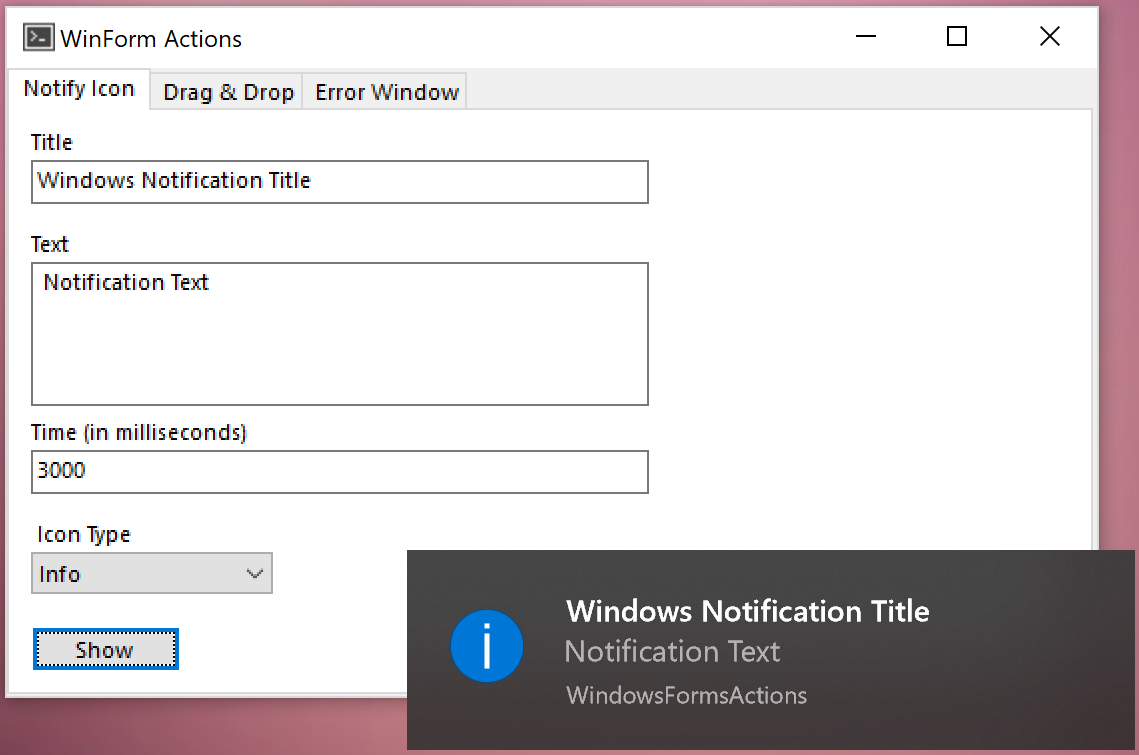 WinForm Actions
Notify Icon
Drag & Drop
Error Window
Title
Windows Notification Title
Text
Notification Text
Time (in milliseconds)
3000
Icon Type
Info
Show
Windows Notification Title
Notification Text
WindowsFormsActions